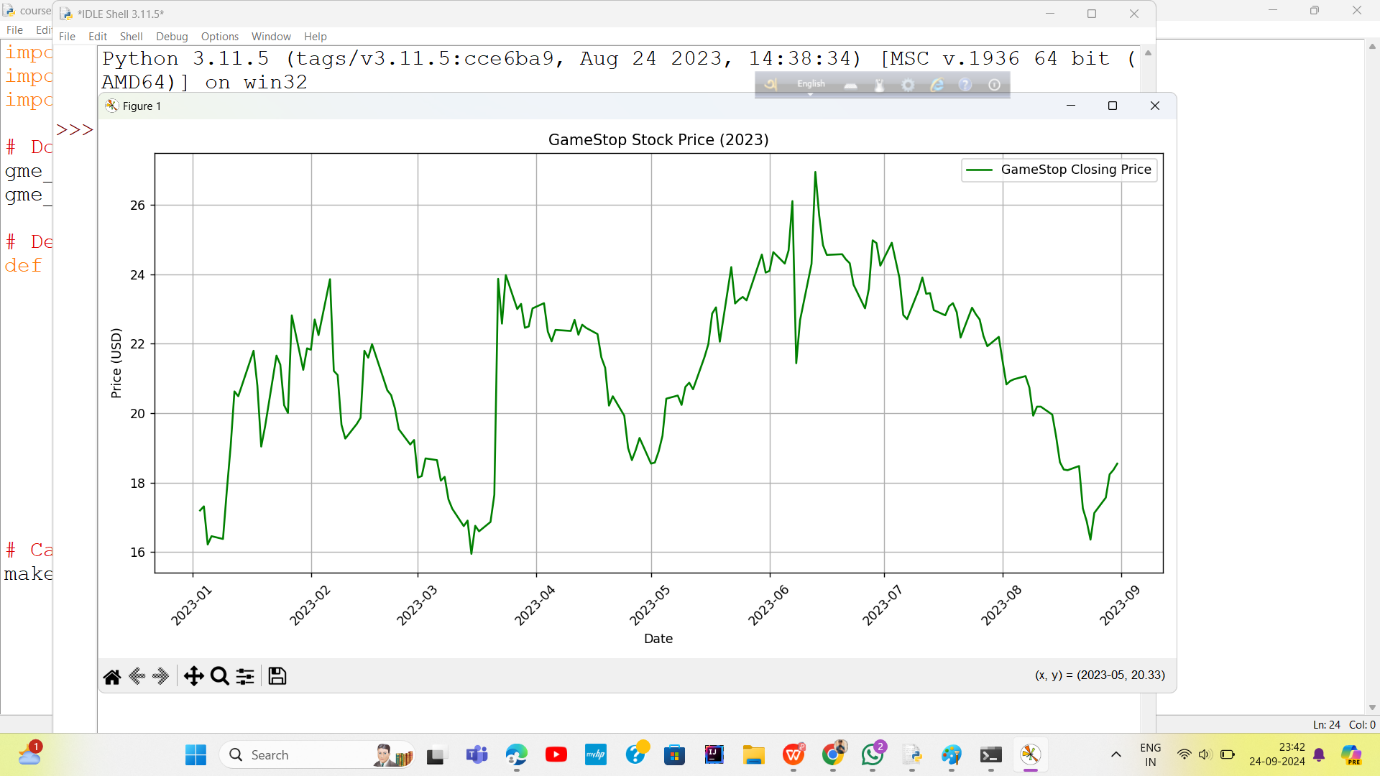 course
File Edi
impo
impo
impo
# Do
gme_
gme_
# De
def
# Ca
make
*IDLE Shell 3.11.5*
File Edit Shell Debug Options Window Help
Python 3.11.5 (tags/v3.11.5:cce6ba9, Aug 24 2023, 14:38:34) [MSC v.1936 64 bit (
AMD64)] on win32
English
>>>
Figure 1
GameStop Stock Price (2023)
GameStop Closing Price
26
24
22
20
18
16
Price (USD)
2023-01 2023-02 2023-03 2023-04 2023-05 2023-06 2023-07 2023-08 2023-09
Date
(x, y) = (2023-05, 20.33)
Ln: 24 Col: 0
1
Search
myhp
2
ENG
IN
23:42
24-09-2024
PRE